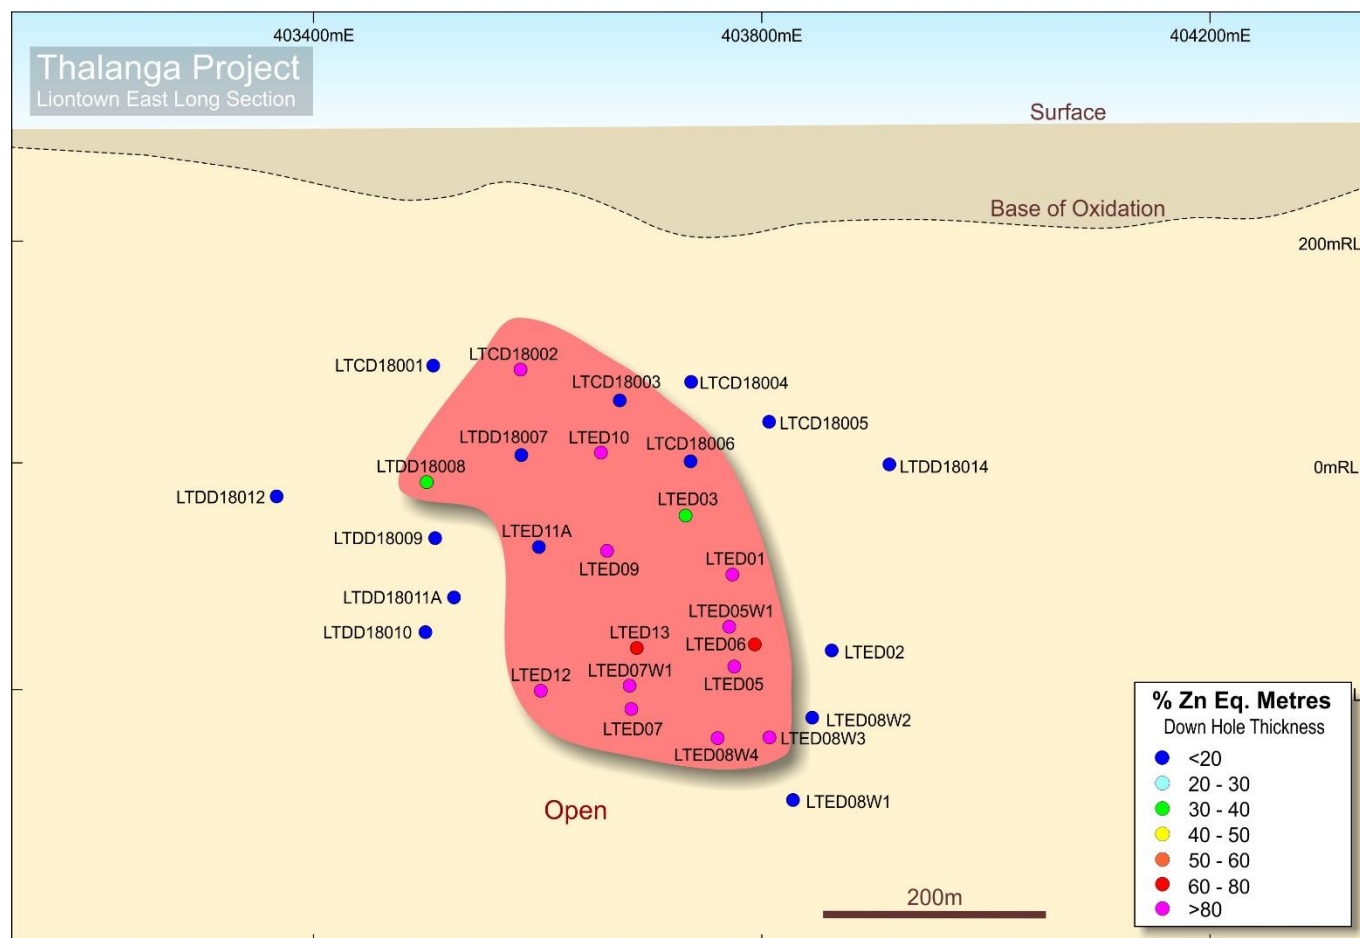 403400mE
403800mE
404200mE
Thalanga Project
Liontown East Long Section
Surface
Base of Oxidation
200mRL
LTCD18001
LTCD18002
LTCD18003
LTCD18004
LTCD18005
LTDD18007
LTED10
LTCD18006
LTDD18014
0mRL
LTDD18008
LTDD18012
LTED03
LTDD18009
LTED11A
LTED09
LTED01
LTDD18011A
LTED05W1
LTDD18010
LTED13
LTED06
LTED02
LTED12
LTED07W1
LTED05
LTED07
LTED08W2
LTED08W4
LTED08W3
LTED08W1
Open
200m
% Zn Eq. Metres
Down Hole Thickness
<20
20 - 30
30 - 40
40 - 50
50 - 60
60 - 80
>80